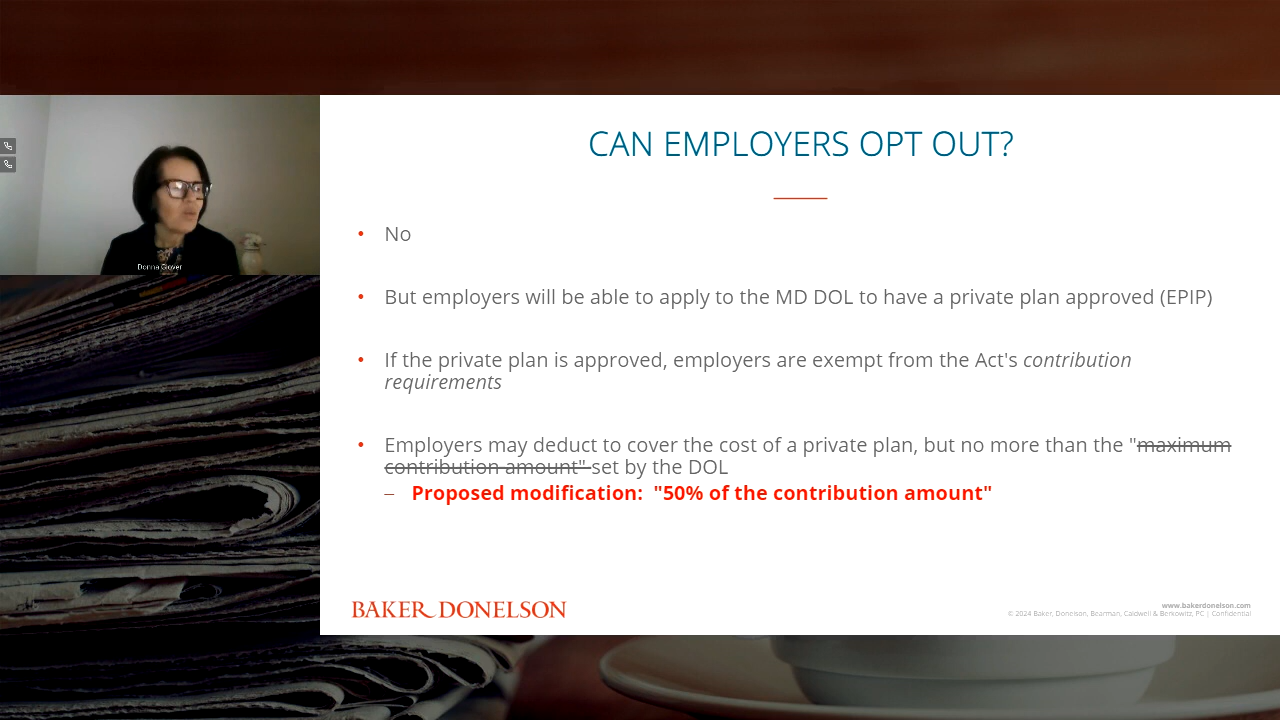 CAN EMPLOYERS OPT OUT?
• No
• But employers will be able to apply to the MD DOL to have a private plan approved (EPIP)
• If the private plan is approved, employers are exempt from the Act's contribution
requirements
• Employers may deduct to cover the cost of a private plan, but no more than the "maximum
contribution amount" set by the DOL
– Proposed modification: "50% of the contribution amount"
Donna Glover
BAKER DONELSON
www.bakerdonelson.com
© 2024 Baker, Donelson, Bearman, Caldwell & Berkowitz, PC | Confidential